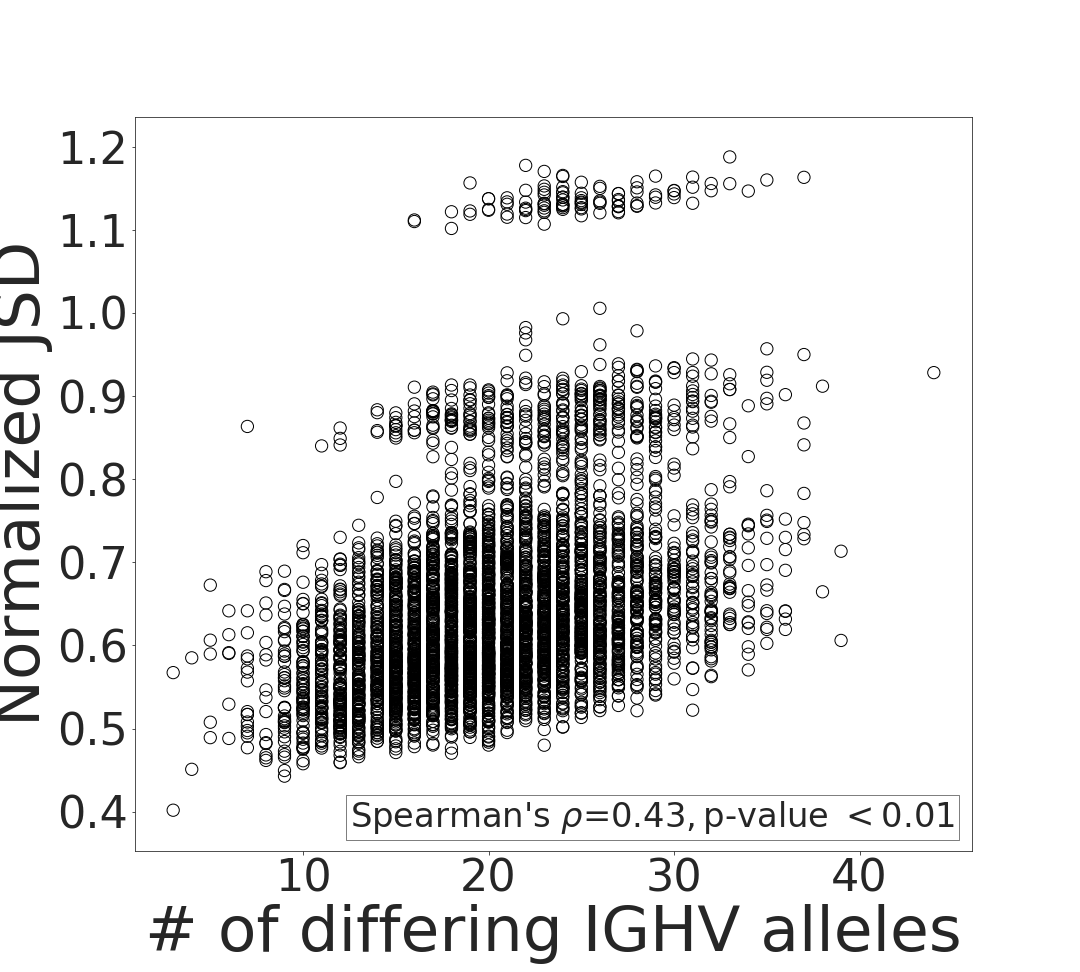 1.2
1.1
1.0
0.9
0.8
0.7
0.6
0.5
0.4
Normalized JSD
Spearman's ρ=0.43, p-value < 0.01
10 20 30 40
# of differing IGHV alleles